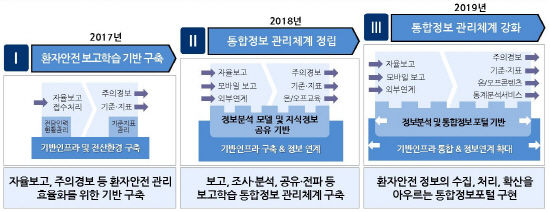 2017년
Ⅰ 환자안전 보고학습 기반 구축
자율보고
접수처리
주의경보
기준·지표
전담인력
현황관리
기준지표
관리
기반인프라 및 전산환경 구축
자율보고, 주의경보 등 환자안전 관리
효율화를 위한 기반 구축
2018년
Ⅱ 통합정보 관리체계 정립
자율보고
모바일 보고
외부연계
주의경보
기준·지표
온/오프교육
정보분석 모델 및 지식정보
공유 기반
기반인프라 구축 & 정보 연계
보고, 조사·분석, 공유·전파 등
보고학습 통합정보 관리체계 구축
2019년
Ⅲ 통합정보 관리체계 강화
자율보고
모바일 보고
외부연계
주의경보
기준·지표
온/오프콘텐츠
통계분석서비스
정보분석 및 통합정보 포털 기반
기반인프라 통합 & 정보연계 확대
환자안전 정보의 수집, 처리, 확산을
아우르는 통합정보포털 구현